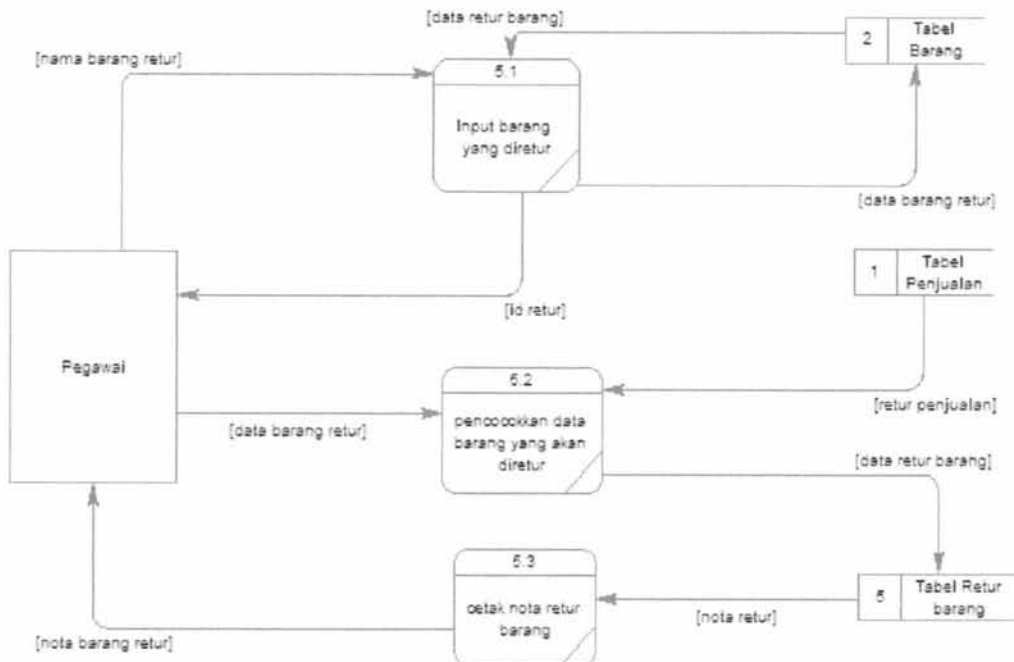 [data retur barang]
2
Tabel
Barang
[nama barang retur]
5.1
Input barang
yang diretur
[data barang retur]
1
Tabel
Penjualan
[id retur]
Pegawai
5.2
pencocokkan data
barang yang akan
diretur
[retur penjualan]
[data barang retur]
[data retur barang]
5.3
cetak nota retur
barang
5
Tabel Retur
barang
[nota retur]
[nota barang retur]